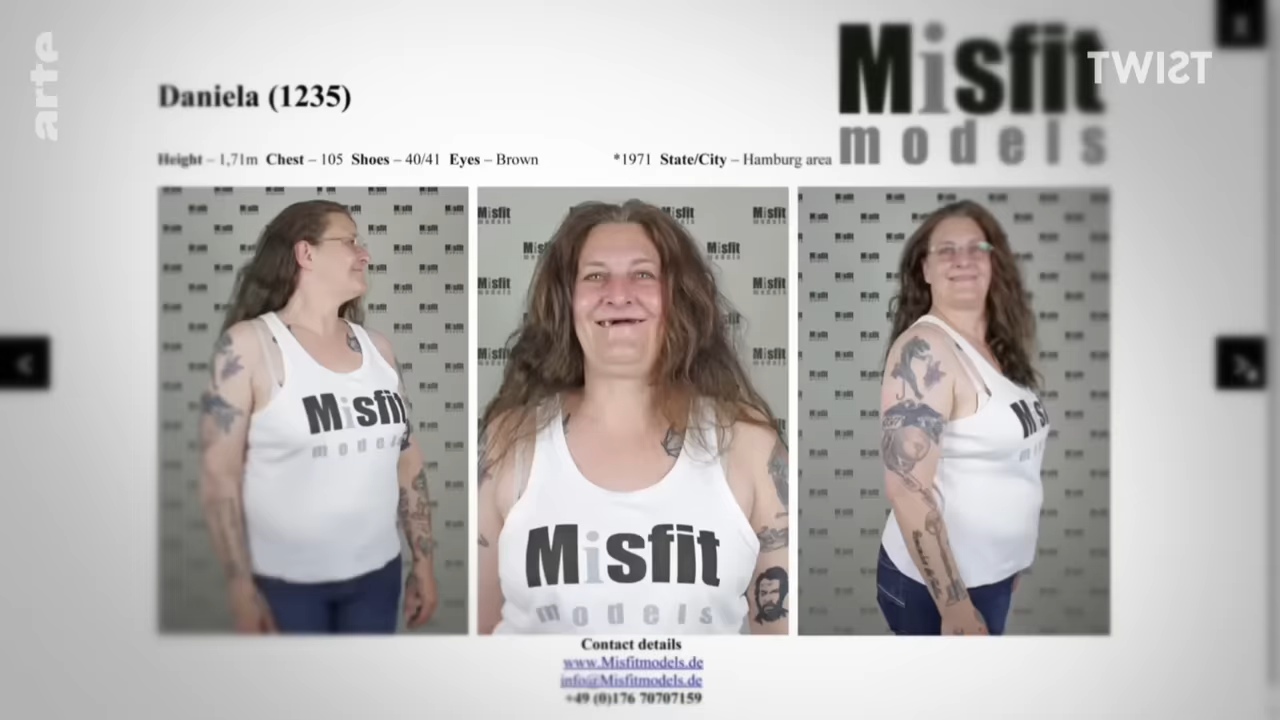 arte
TWIST
Misfit
models
Daniela (1235)
Height – 1,71m Chest – 105 Shoes – 40/41 Eyes – Brown *1971 State/City – Hamburg area
Misfit
models
Misfit
models
Misfit
models
Contact details
www.Misfitmodels.de
info@Misfitmodels.de
+49 (0)176 70707159